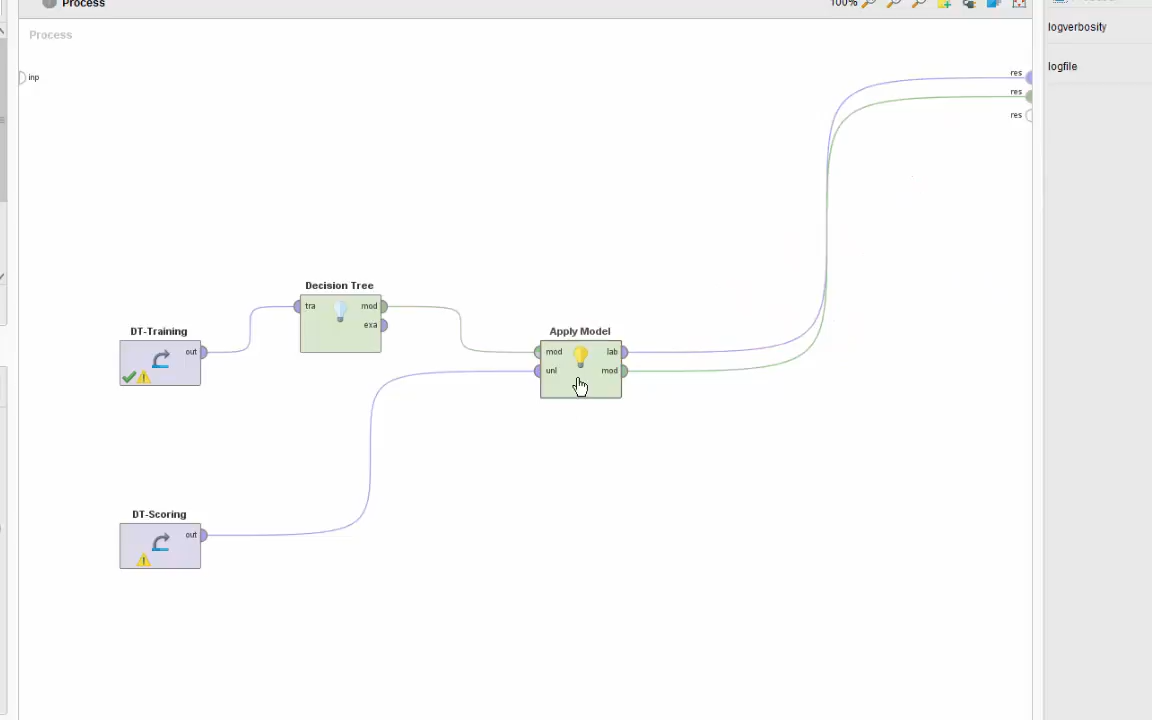 Process
100%
logverbosity
Process
logfile
inp
res
res
res
Decision Tree
tra
mod
exa
DT-Training
out
Apply Model
mod
lab
unl
mod
DT-Scoring
out